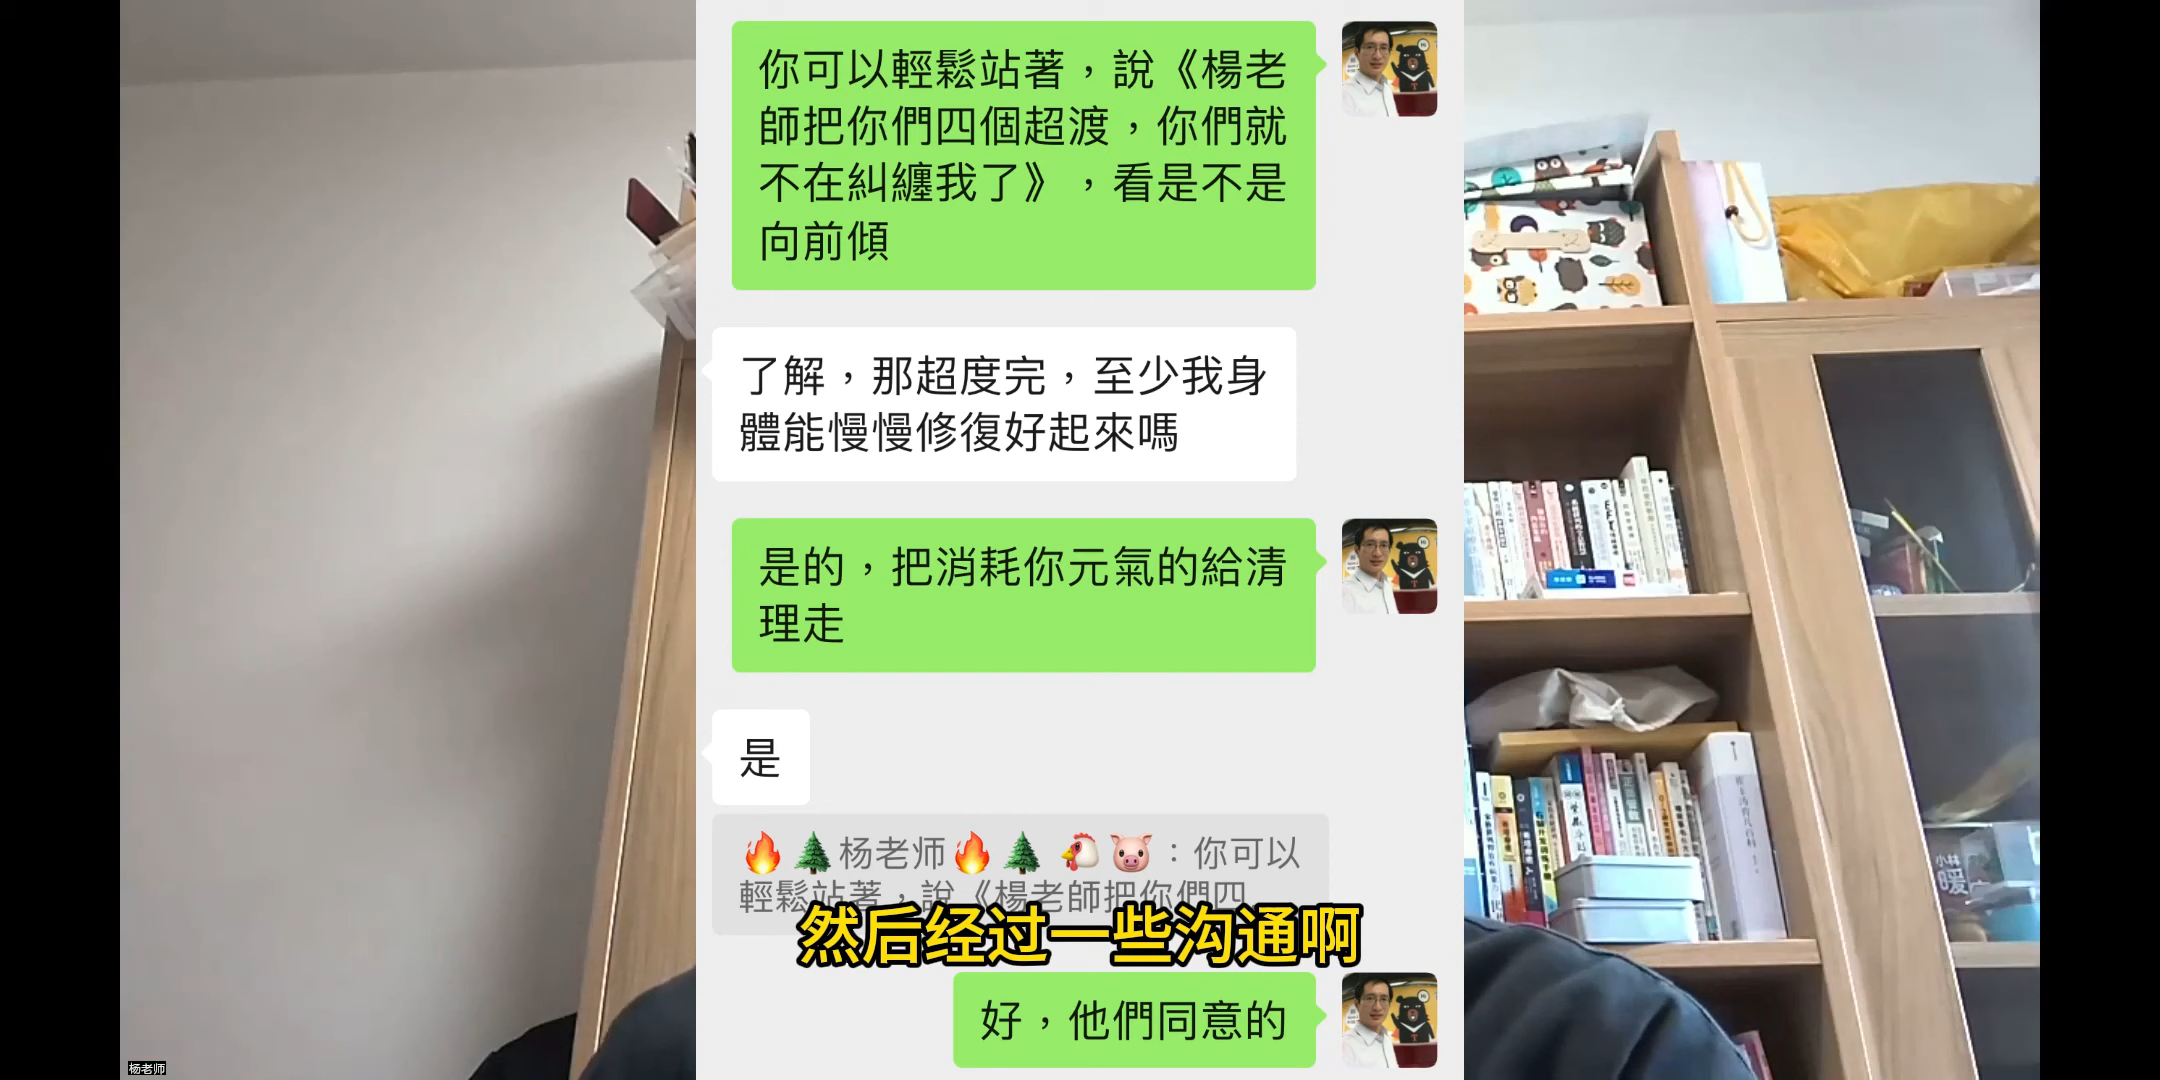 你可以輕鬆站著，說《楊老
師把你們四個超渡，你們就
不在糾纏我了》，看是不是
向前傾
了解，那超度完，至少我身
體能慢慢修復好起來嗎
是的，把消耗你元氣的給清
理走
是
🔥🌲杨老师🔥🌲🐔🐷：你可以
輕鬆站著，說《楊老師把你們四
然后经过一些沟通啊
好，他們同意的
小林
暖
杨老师